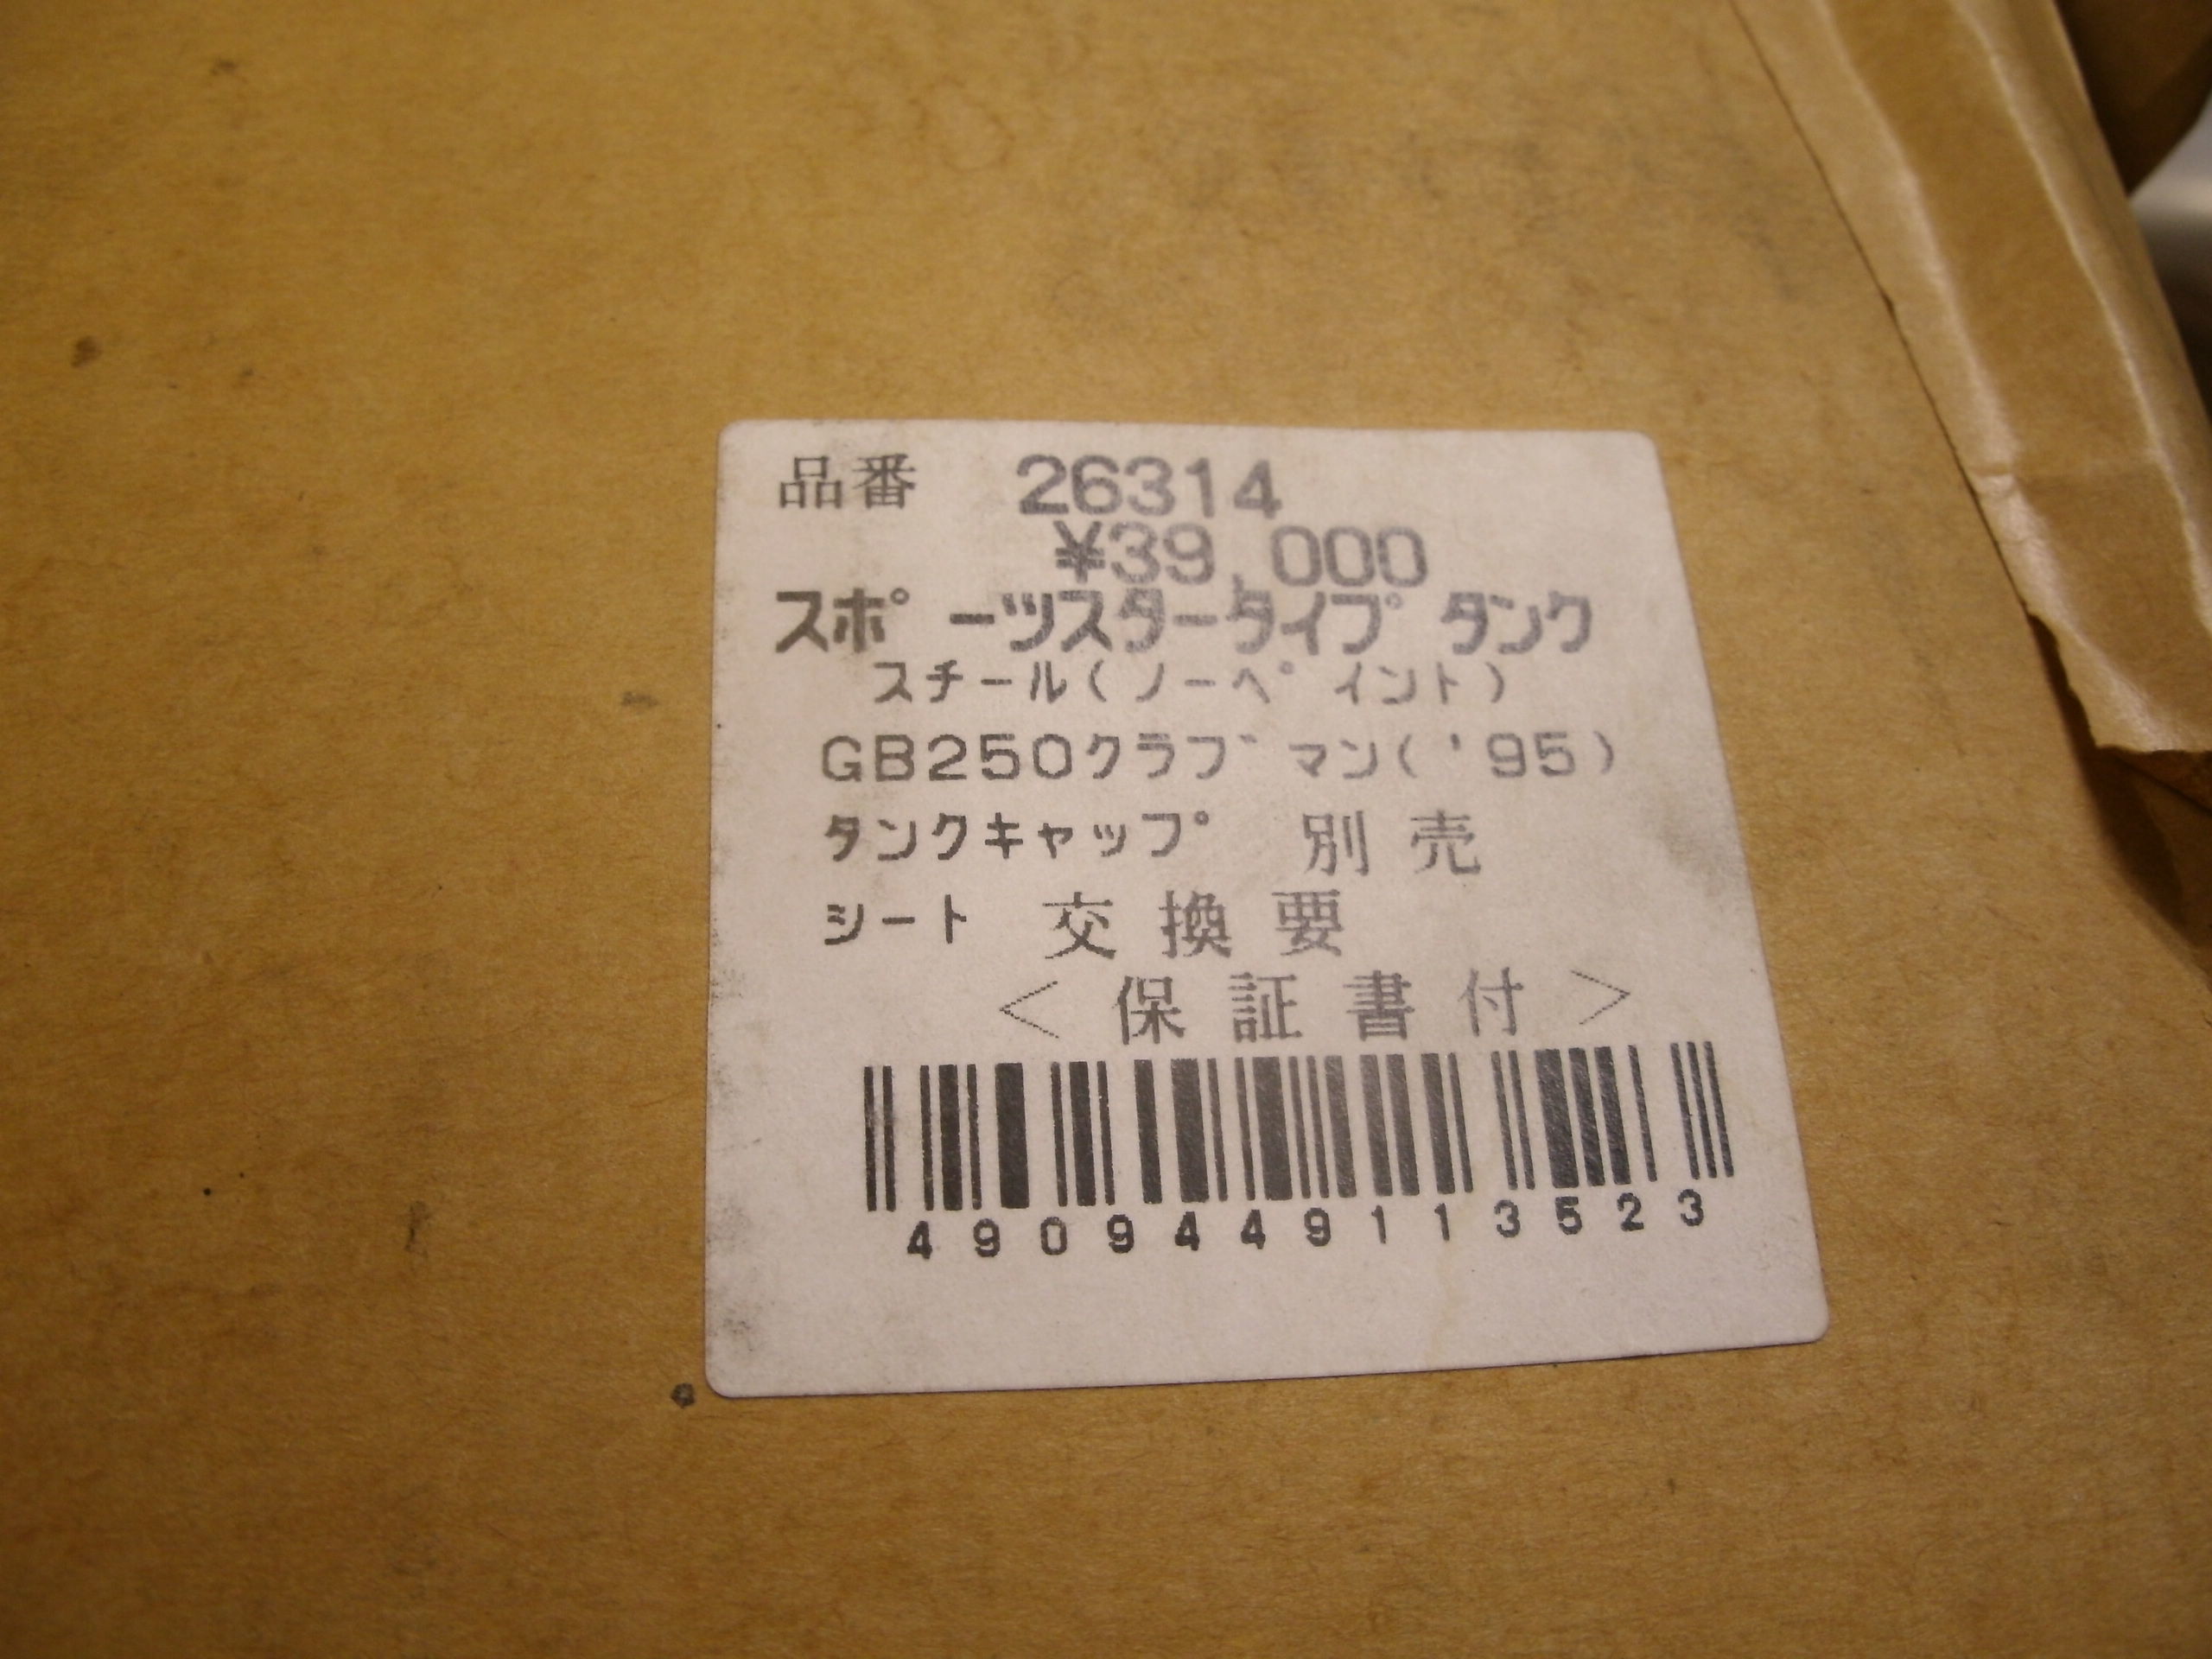 品番 26314
¥39,000
スポーツスタータイプ タンク
スチール(ノーペイント)
GB250クラブマン('95)
タンクキャップ 別売
シート 交換要
<保証書付>
4909449113523